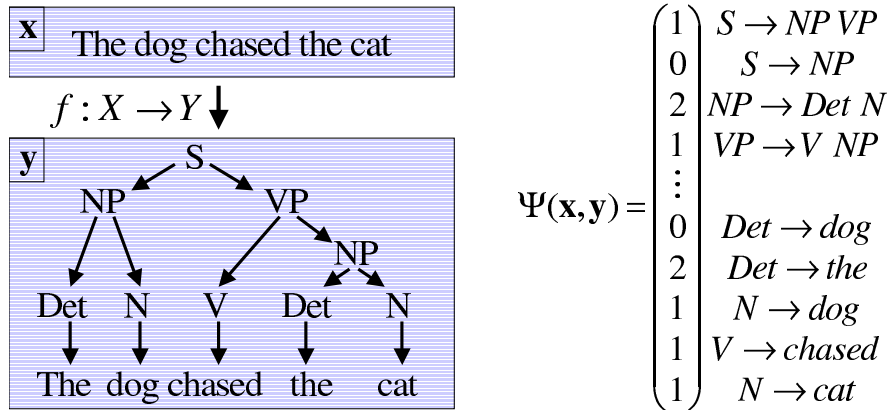 x
The dog chased the cat
f : X → Y
y
S
NP VP
NP
Det N V Det N
The dog chased the cat
Ψ(x,y) =
1 S → NP VP
0 S → NP
2 NP → Det N
1 VP → V NP
⋮
0 Det → dog
2 Det → the
1 N → dog
1 V → chased
1 N → cat